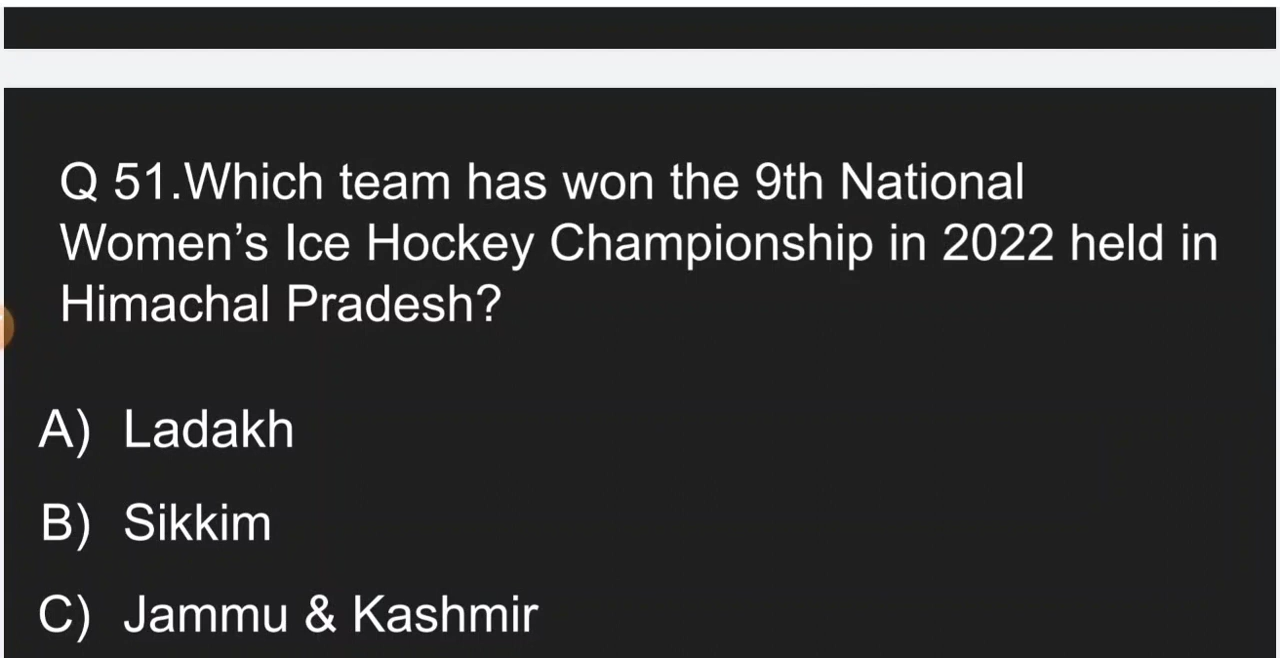 Q 51.Which team has won the 9th National
Women’s Ice Hockey Championship in 2022 held in
Himachal Pradesh?
A) Ladakh
B) Sikkim
C) Jammu & Kashmir